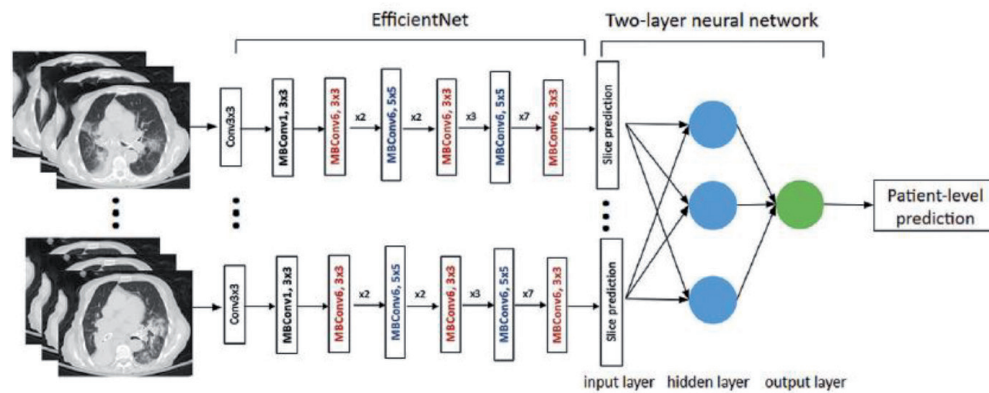 EfficientNet
Two-layer neural network
Conv3x3
MBConv1, 3x3
MBConv6, 3x3
x2
MBConv6, 5x5
x2
MBConv6, 3x3
x3
MBConv6, 5x5
x7
MBConv6, 3x3
Slice prediction
Patient-level
prediction
Conv3x3
MBConv1, 3x3
MBConv6, 3x3
x2
MBConv6, 5x5
x2
MBConv6, 3x3
x3
MBConv6, 5x5
x7
MBConv6, 3x3
Slice prediction
input layer
hidden layer
output layer